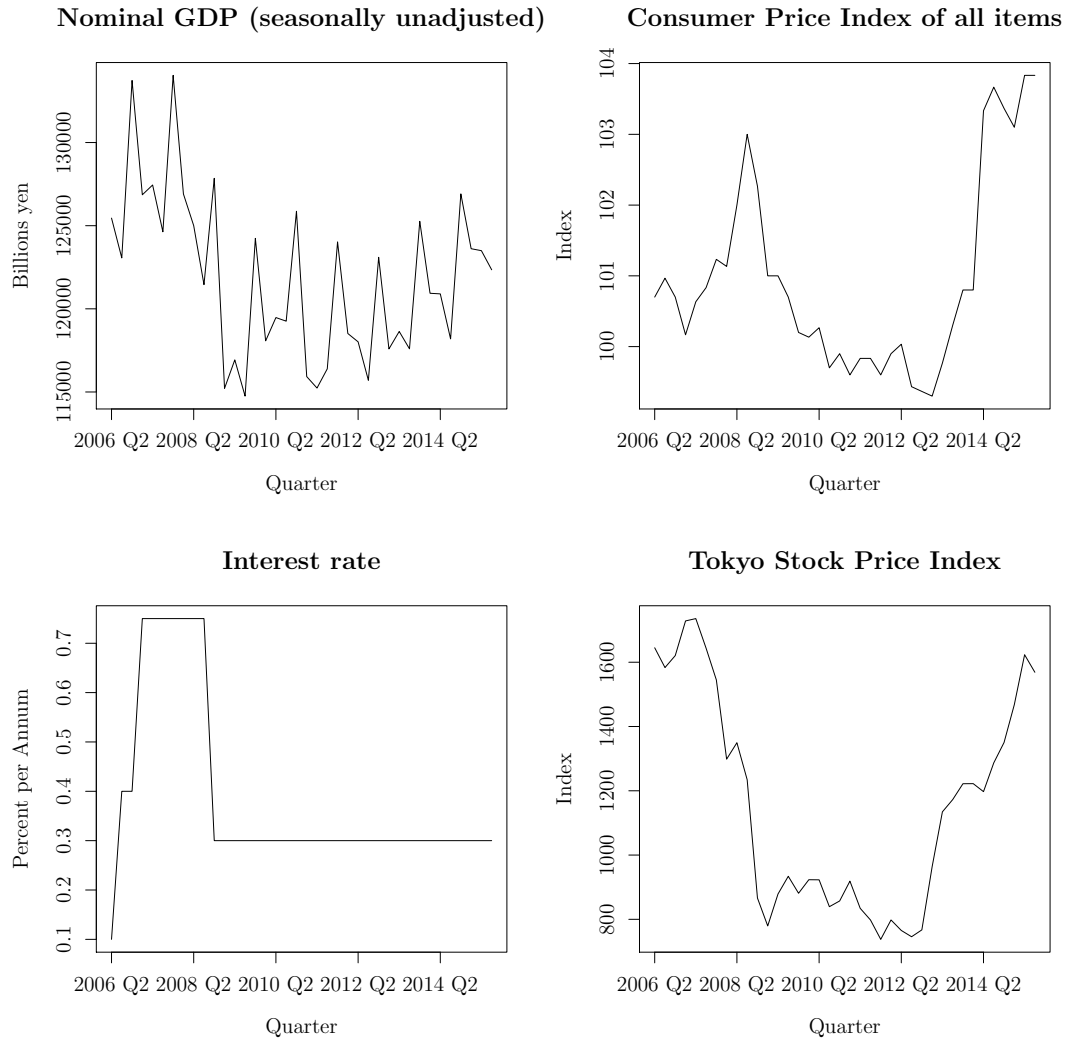 Nominal GDP (seasonally unadjusted)
Billions yen
130000
125000
120000
115000
2006 Q2 2008 Q2 2010 Q2 2012 Q2 2014 Q2
Quarter
Consumer Price Index of all items
Index
104
103
102
101
100
2006 Q2 2008 Q2 2010 Q2 2012 Q2 2014 Q2
Quarter
Interest rate
Percent per Annum
0.7
0.6
0.5
0.4
0.3
0.2
0.1
2006 Q2 2008 Q2 2010 Q2 2012 Q2 2014 Q2
Quarter
Tokyo Stock Price Index
Index
1600
1400
1200
1000
800
2006 Q2 2008 Q2 2010 Q2 2012 Q2 2014 Q2
Quarter